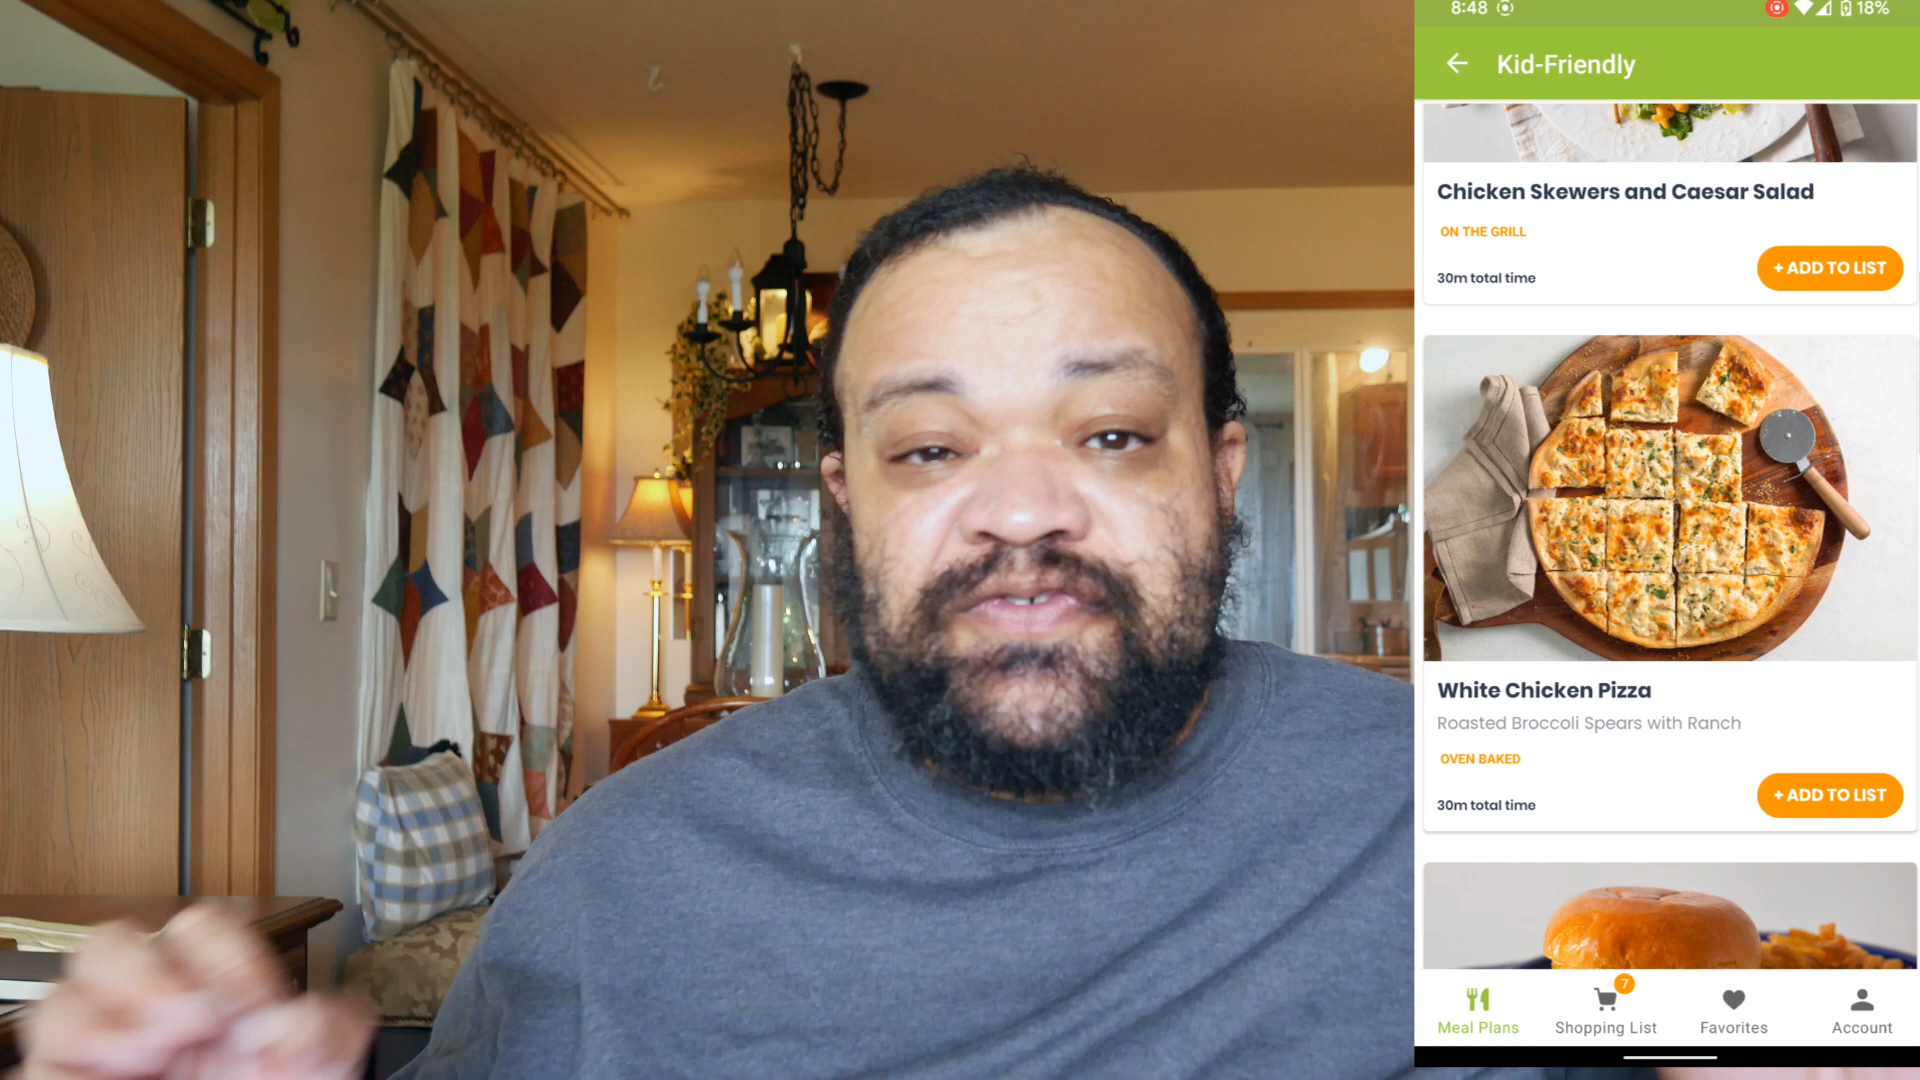 8:48
18%
Kid-Friendly
Chicken Skewers and Caesar Salad
ON THE GRILL
30m total time
+ ADD TO LIST
White Chicken Pizza
Roasted Broccoli Spears with Ranch
OVEN BAKED
30m total time
+ ADD TO LIST
7
Meal Plans
Shopping List
Favorites
Account